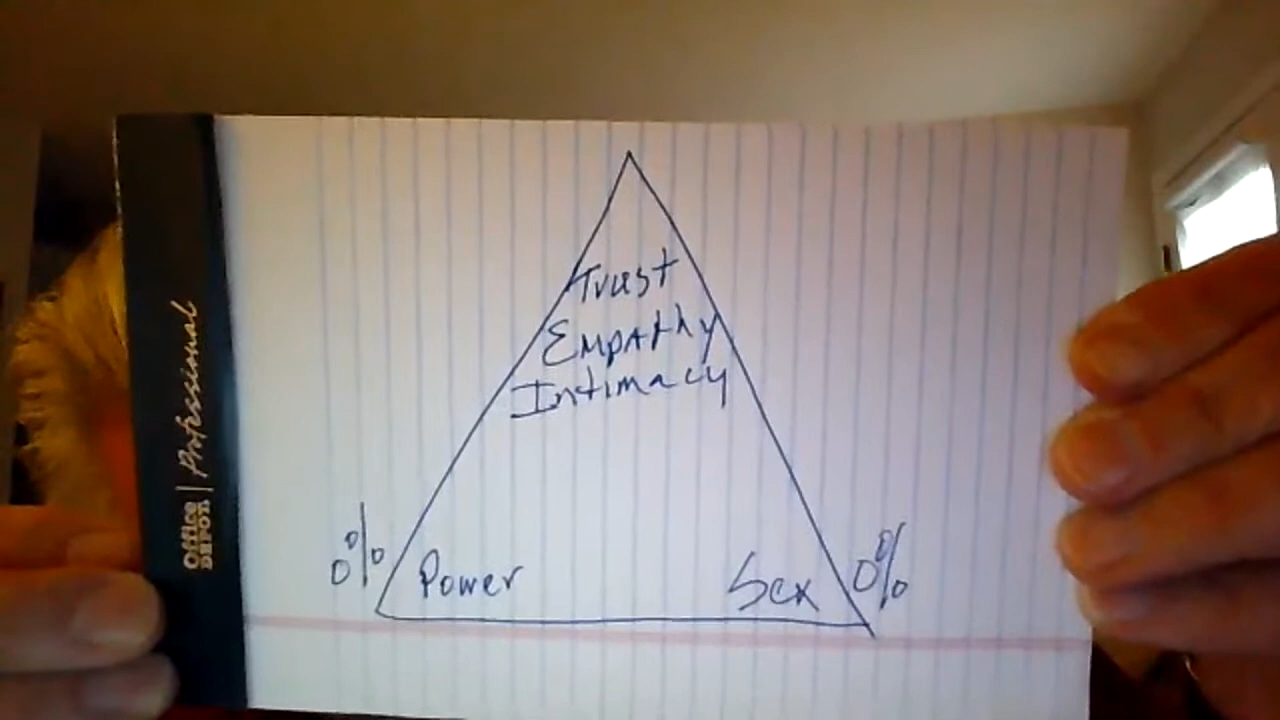 Trust
Empathy
Intimacy
0% Power Sex 0%
Office DEPOT | Professional